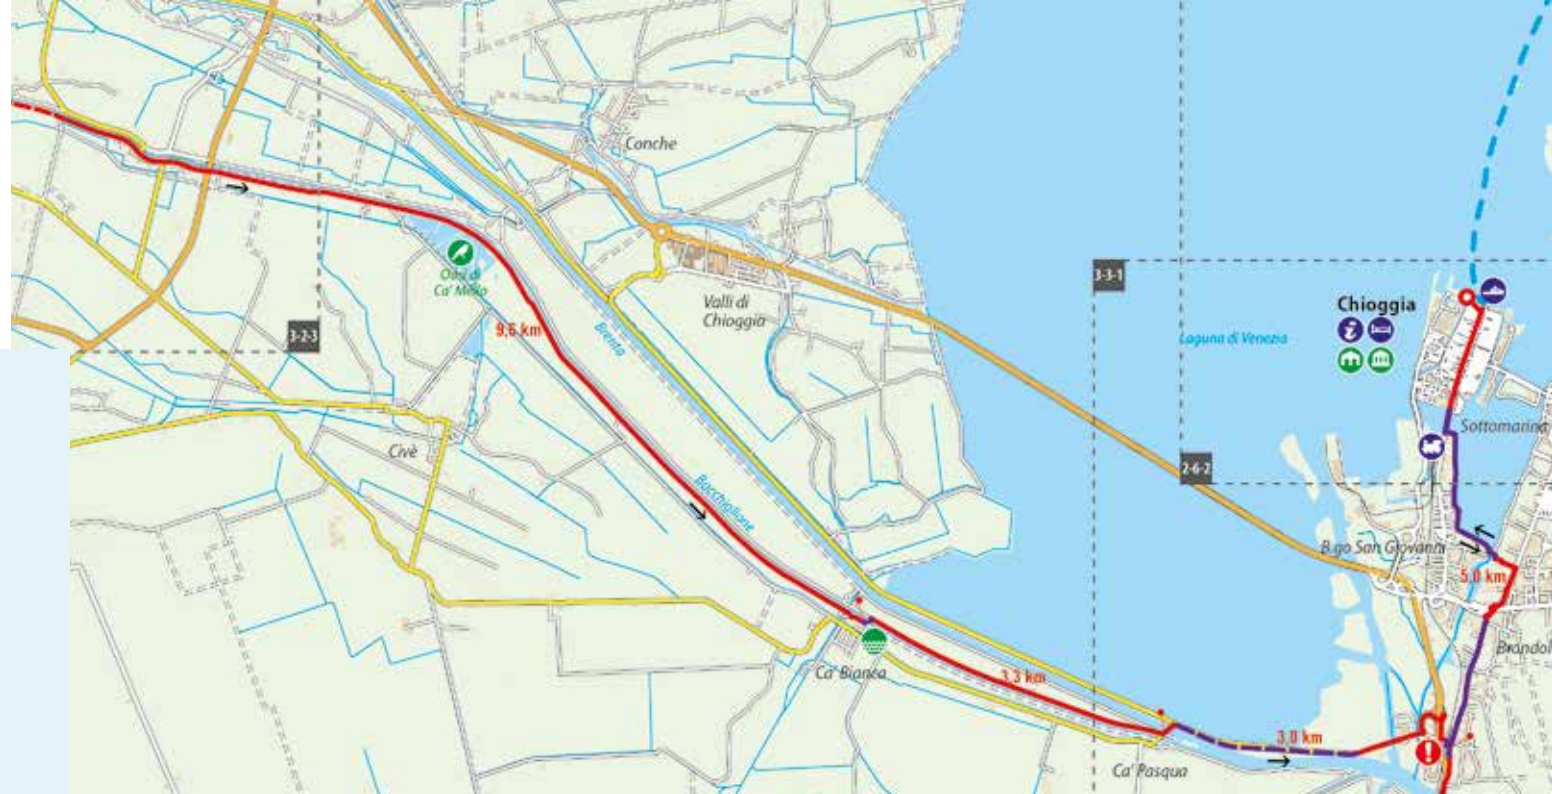 Conche
Oasi di
Ca' Mello
9,6 km
3-2-3
Brenta
Valli di
Chioggia
3-3-1
Chioggia
i
Laguna di Venezia
Sottomarina
Civè
2-6-2
Bacchiglione
B.go San Giovanni
5,0 km
Ca' Bianca
3,3 km
Brondol
3,0 km
Ca' Pasqua